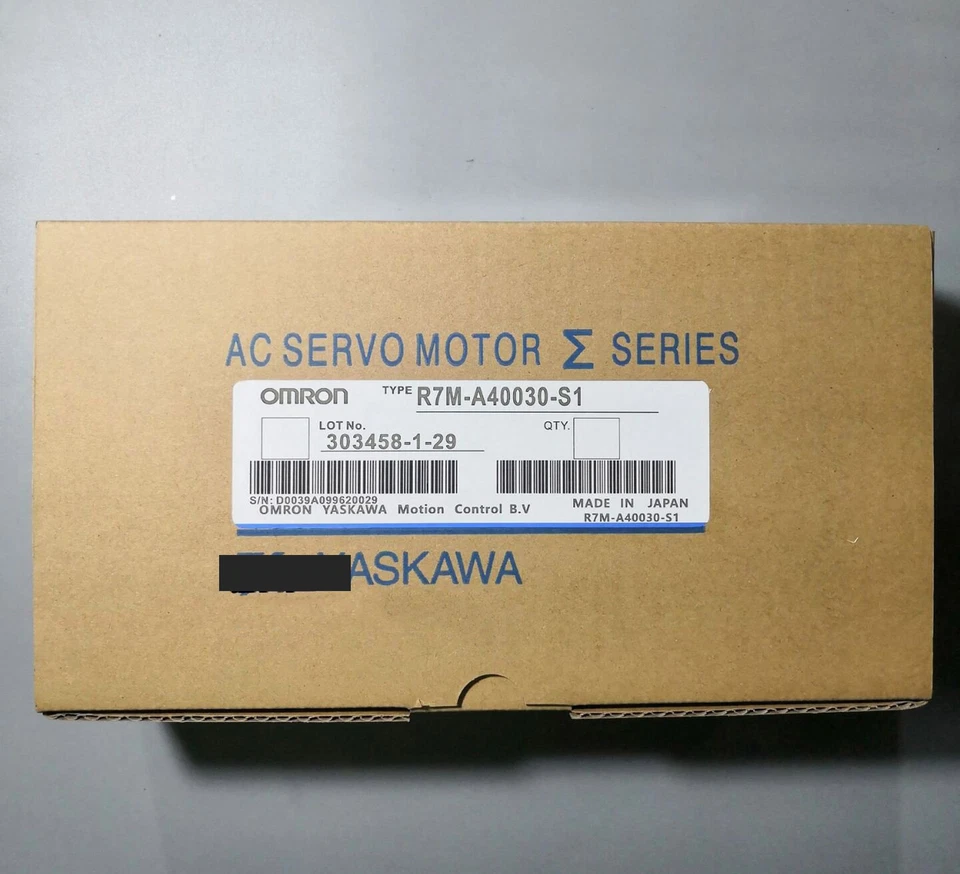 AC SERVO MOTOR Σ SERIES
OMRON TYPE R7M-A40030-S1
LOT No. QTY.
303458-1-29
S/N: D0039A099620029
OMRON YASKAWA Motion Control B.V MADE IN JAPAN
R7M-A40030-S1
ASKAWA